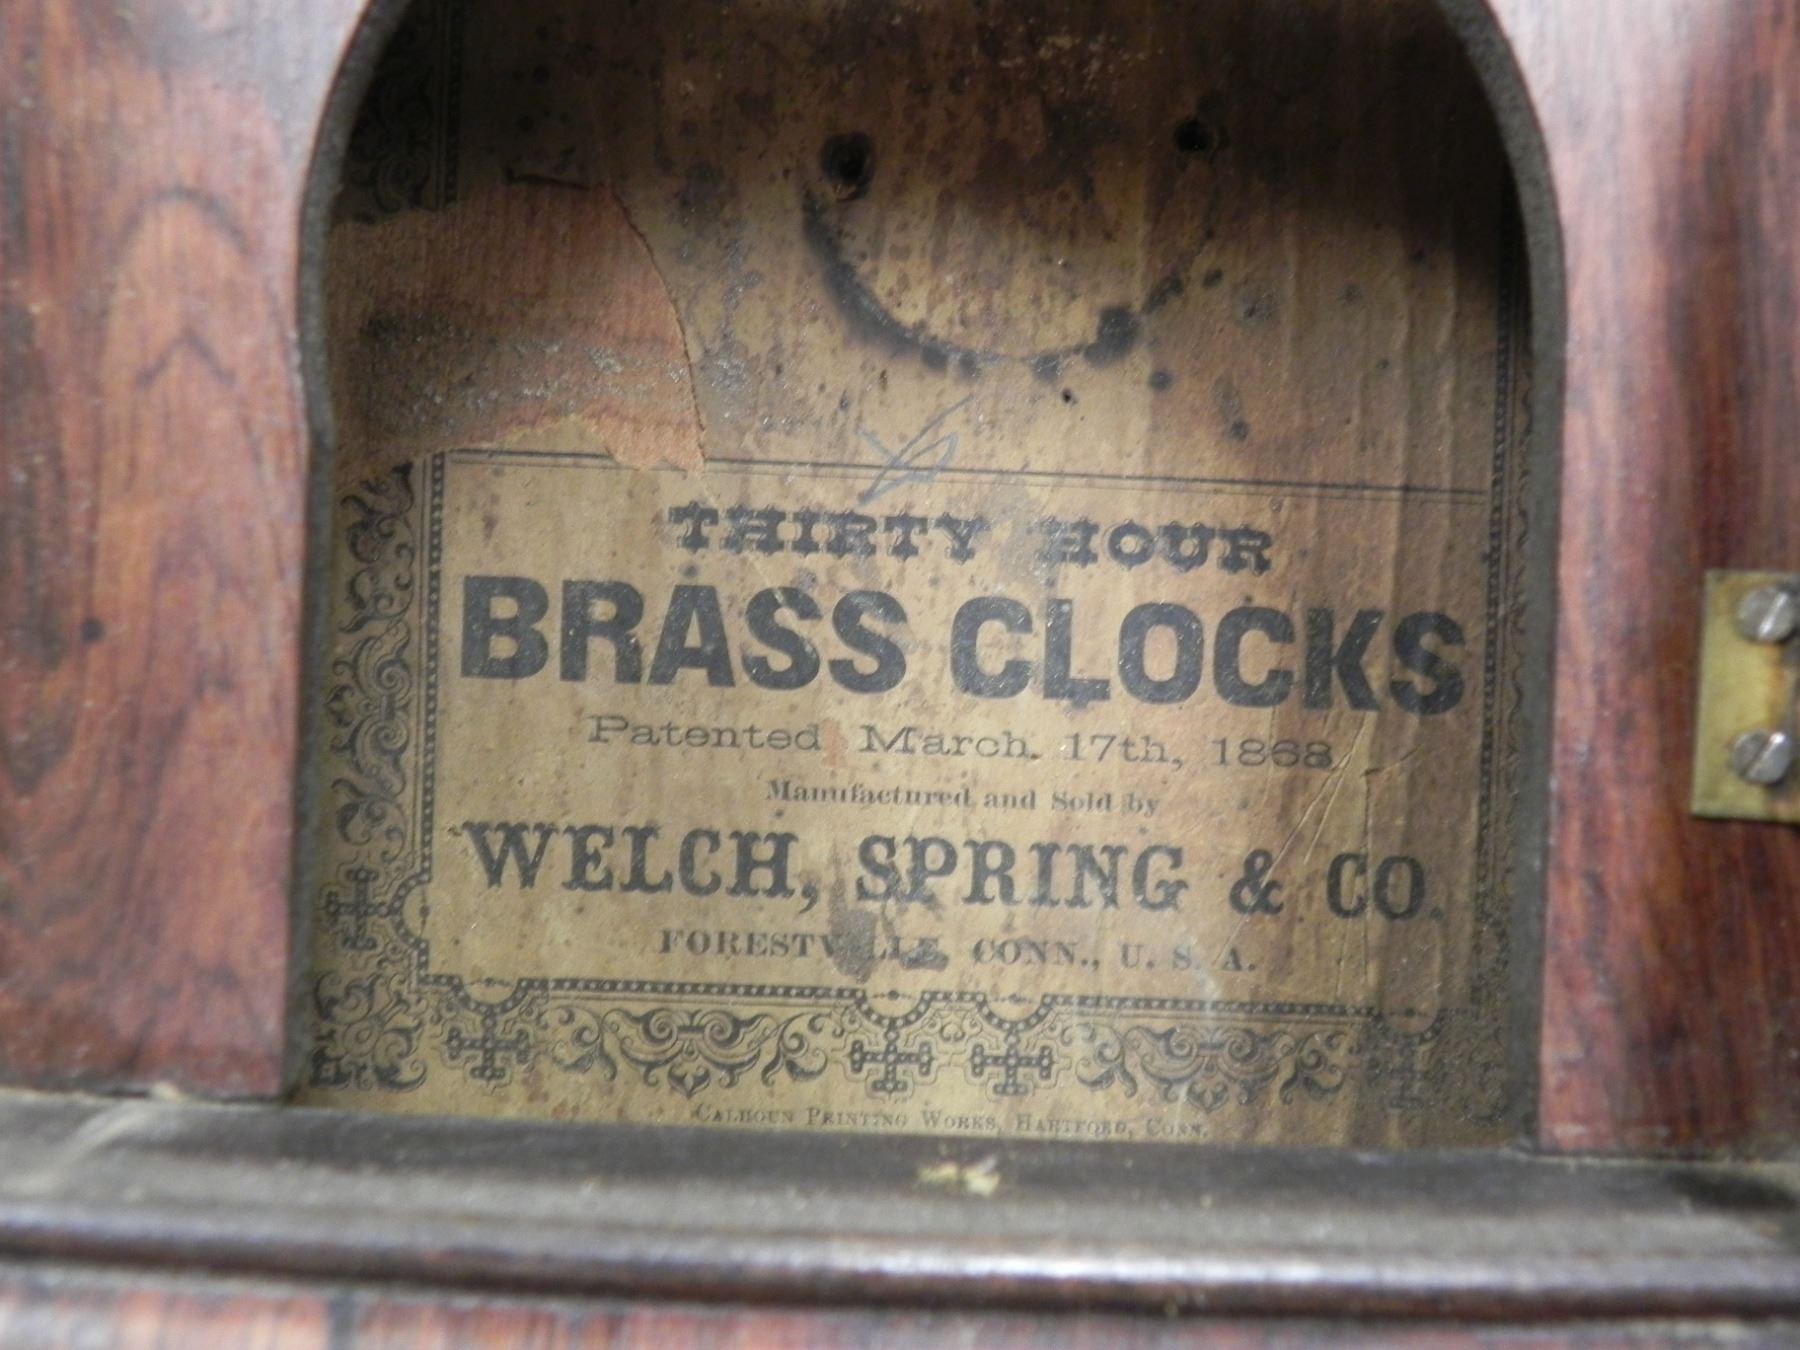 THIRTY HOUR
BRASS CLOCKS
Patented March. 17th, 1868
Manufactured and Sold by
WELCH, SPRING & CO.
FORESTVILLE, CONN., U. S. A.
CALHOUN PRINTING WORKS, HARTFORD, CONN.